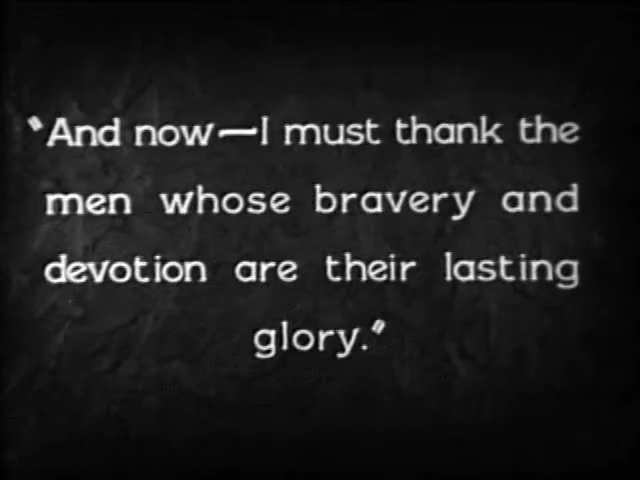 "And now—I must thank the
men whose bravery and
devotion are their lasting
glory."